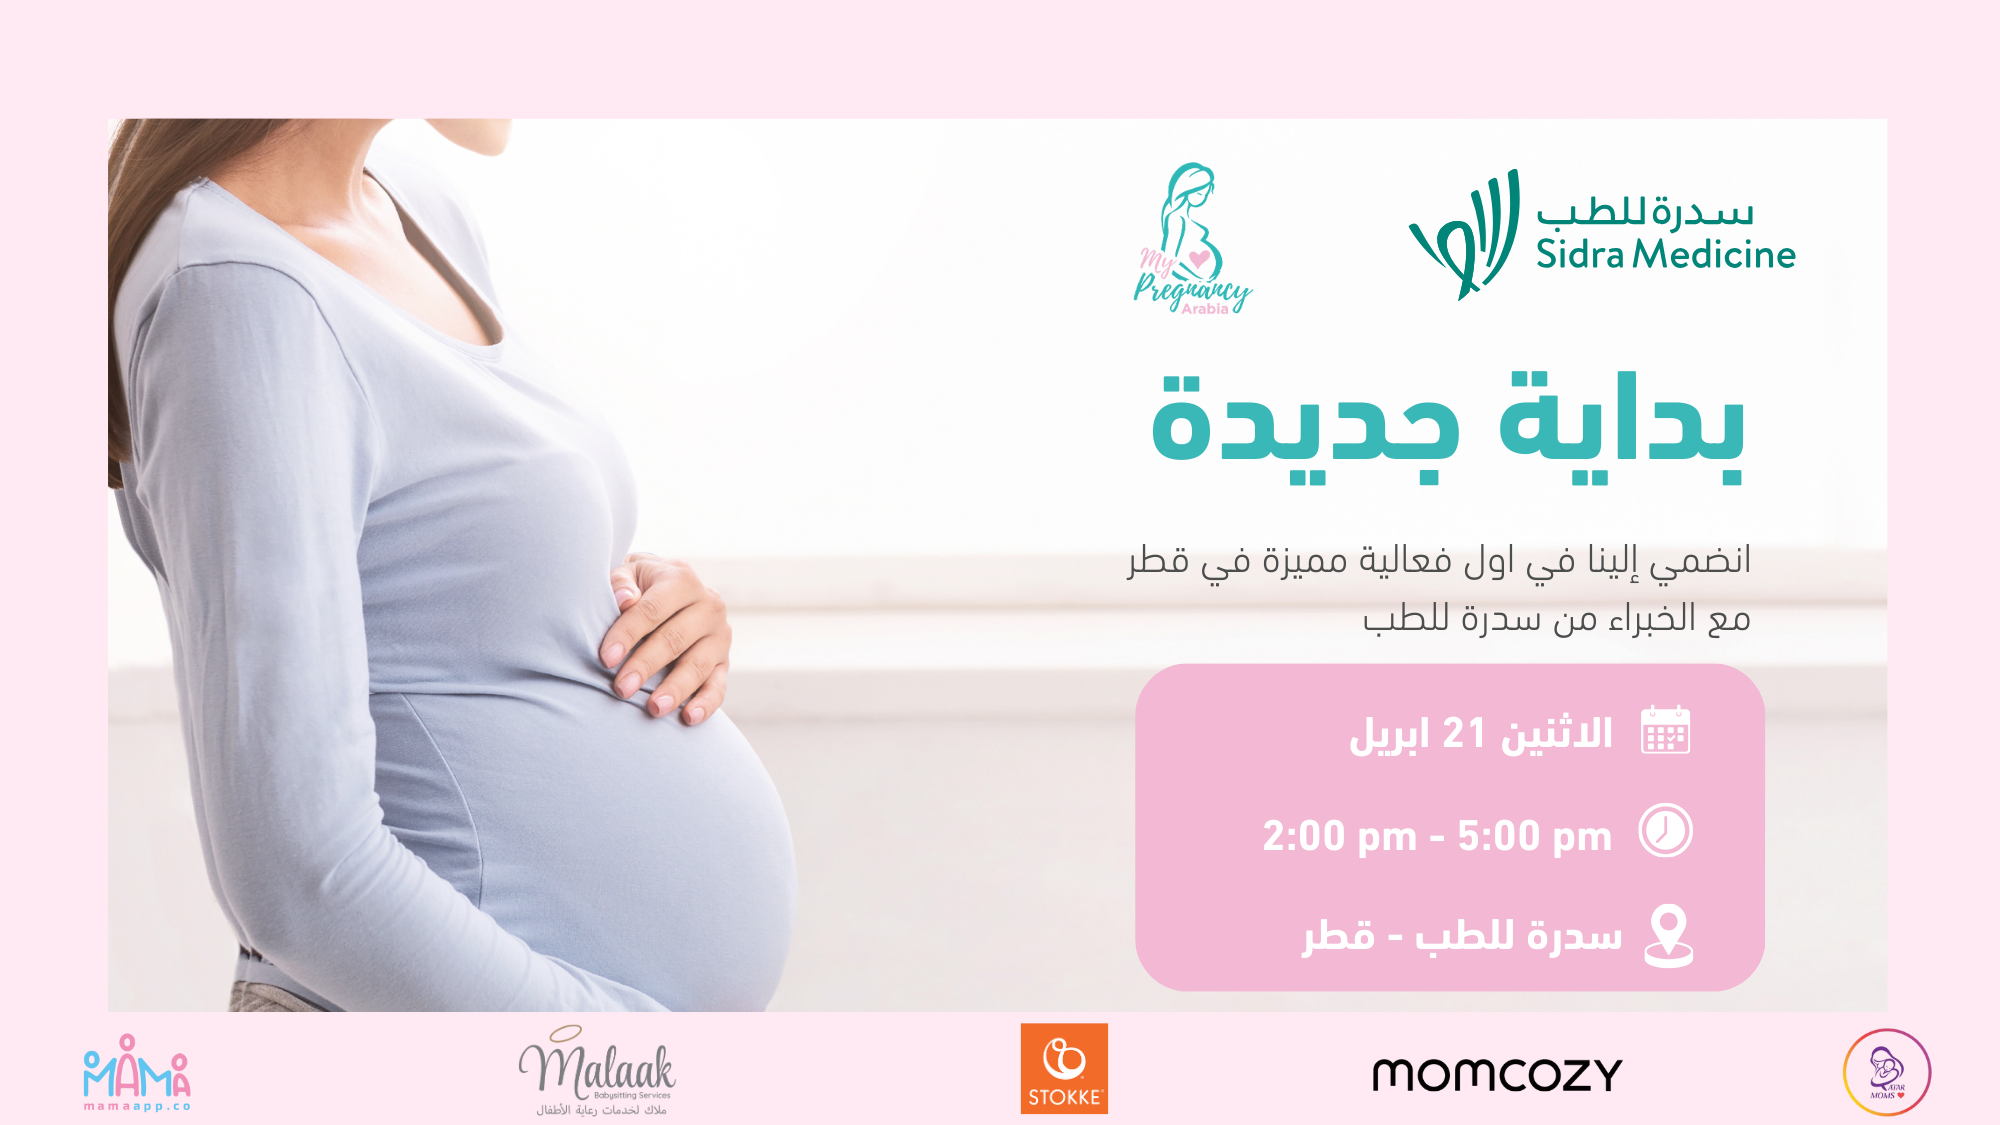 My
Pregnancy
Arabia
سدرة للطب
Sidra Medicine
بداية جديدة
انضمي إلينا في اول فعالية مميزة في قطر
مع الخبراء من سدرة للطب
الاثنين 21 ابريل
2:00 pm - 5:00 pm
سدرة للطب - قطر
MAMA
mamaapp.co
Malaak
Babysitting Services
ملاك لخدمات رعاية الأطفال
STOKKE
momcozy
QATAR
MOMS